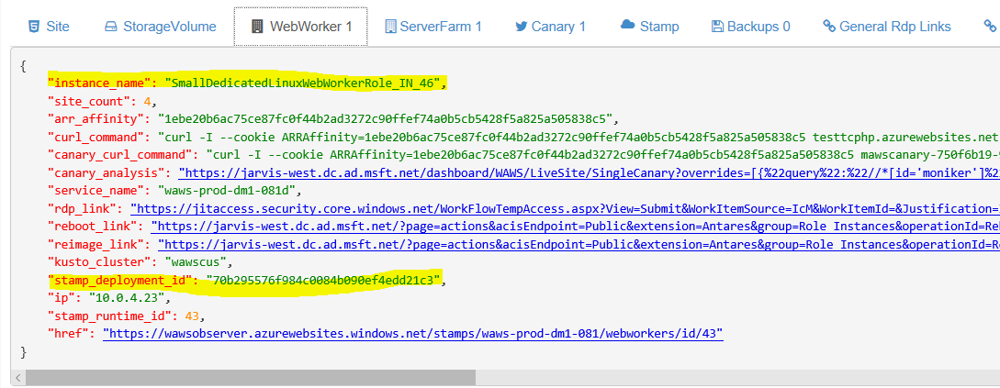 Site StorageVolume WebWorker 1 ServerFarm 1 Canary 1 Stamp Backups 0 General Rdp Links
{
"instance_name": "SmallDedicatedLinuxWebWorkerRole_IN_46",
"site_count": 4,
"arr_affinity": "1ebe20b6ac75ce87fc0f44b2ad3272c90ffef74a0b5cb5428f5a825a505838c5",
"curl_command": "curl -I --cookie ARRAffinity=1ebe20b6ac75ce87fc0f44b2ad3272c90ffef74a0b5cb5428f5a825a505838c5 testtcphp.azurewebsites.net
"canary_curl_command": "curl -I --cookie ARRAffinity=1ebe20b6ac75ce87fc0f44b2ad3272c90ffef74a0b5cb5428f5a825a505838c5 mawscanary-750f6b19-
"canary_analysis": "https://jarvis-west.dc.ad.msft.net/dashboard/WAWS/LiveSite/SingleCanary?overrides=[{%22query%22:%22//*[id='moniker']%2
"service_name": "waws-prod-dm1-081d",
"rdp_link": "https://jitaccess.security.core.windows.net/WorkFlowTempAccess.aspx?View=Submit&WorkItemSource=IcM&WorkItemId=&Justification=
"reboot_link": "https://jarvis-west.dc.ad.msft.net/?page=actions&acisEndpoint=Public&extension=Antares&group=Role Instances&operationId=Re
"reimage_link": "https://jarvis-west.dc.ad.msft.net/?page=actions&acisEndpoint=Public&extension=Antares&group=Role Instances&operationId=R
"kusto_cluster": "wawscus",
"stamp_deployment_id": "70b295576f984c0084b090ef4edd21c3",
"ip": "10.0.4.23",
"stamp_runtime_id": 43,
"href": "https://wawsobserver.azurewebsites.windows.net/stamps/waws-prod-dm1-081/webworkers/id/43"
}